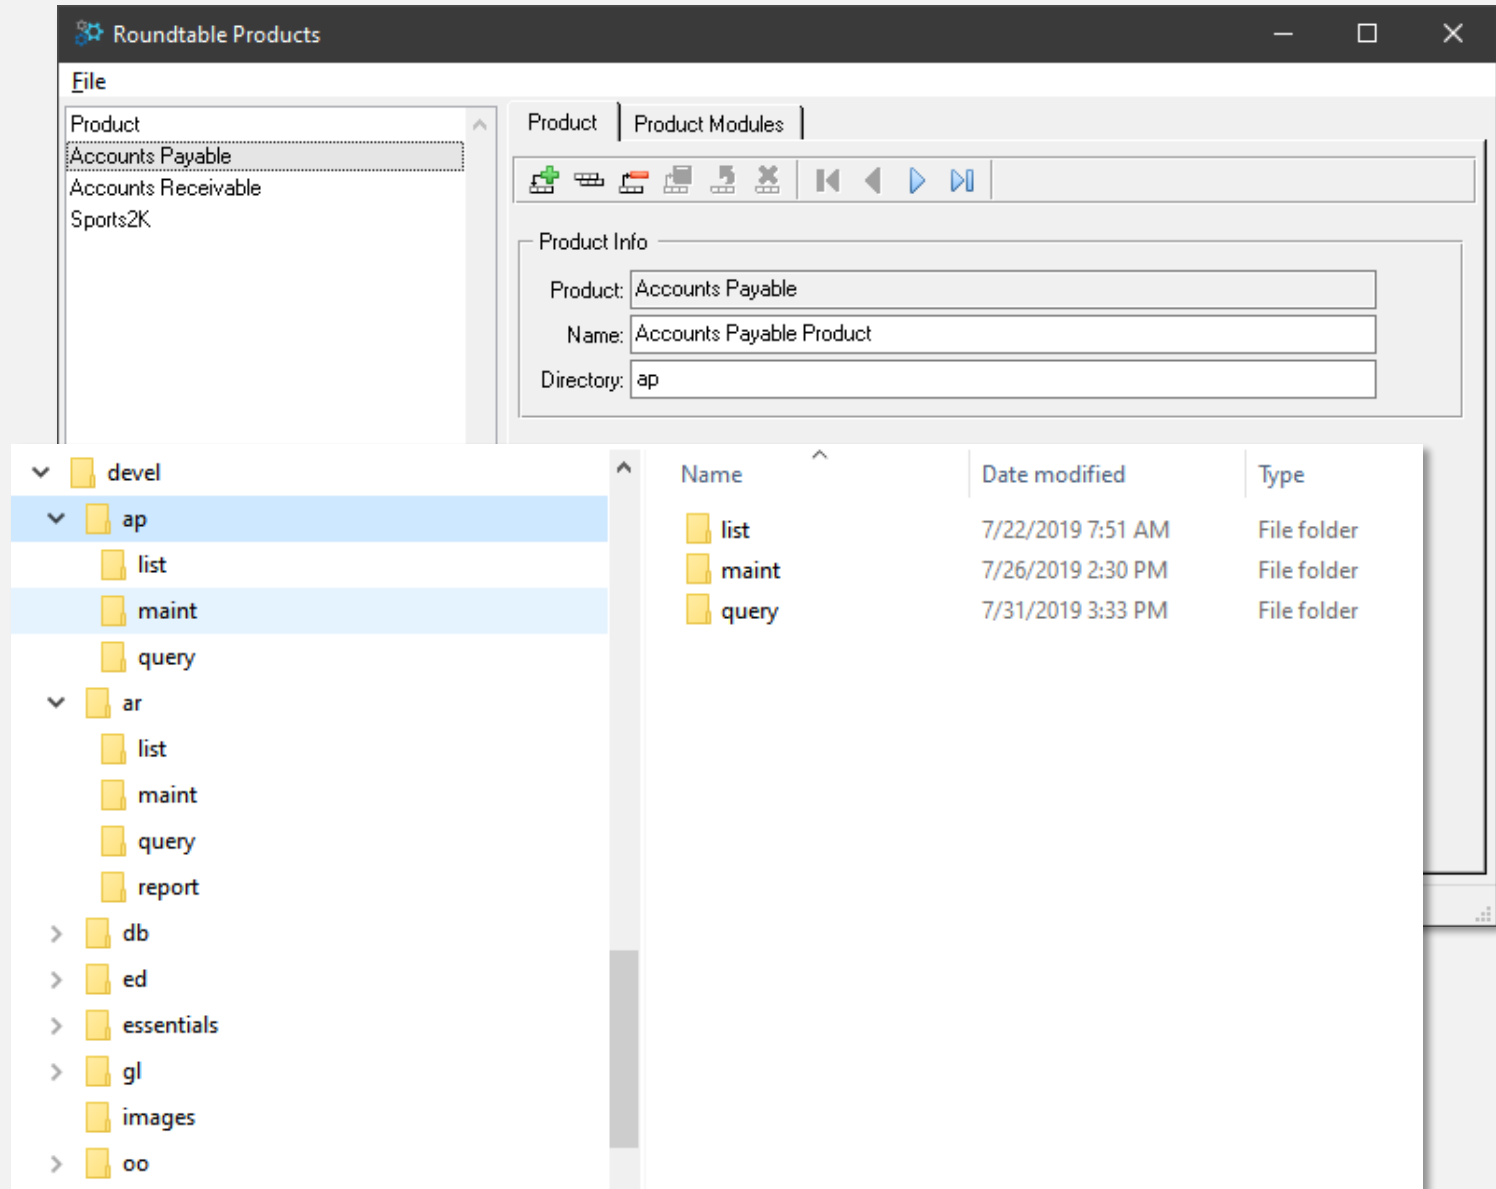 Roundtable Products
File
Product
Accounts Payable
Accounts Receivable
Sports2K
Product Product Modules
Product Info
Product: Accounts Payable
Name: Accounts Payable Product
Directory: ap
devel
ap
list
maint
query
ar
list
maint
query
report
db
ed
essentials
gl
images
oo
Name Date modified Type
list 7/22/2019 7:51 AM File folder
maint 7/26/2019 2:30 PM File folder
query 7/31/2019 3:33 PM File folder